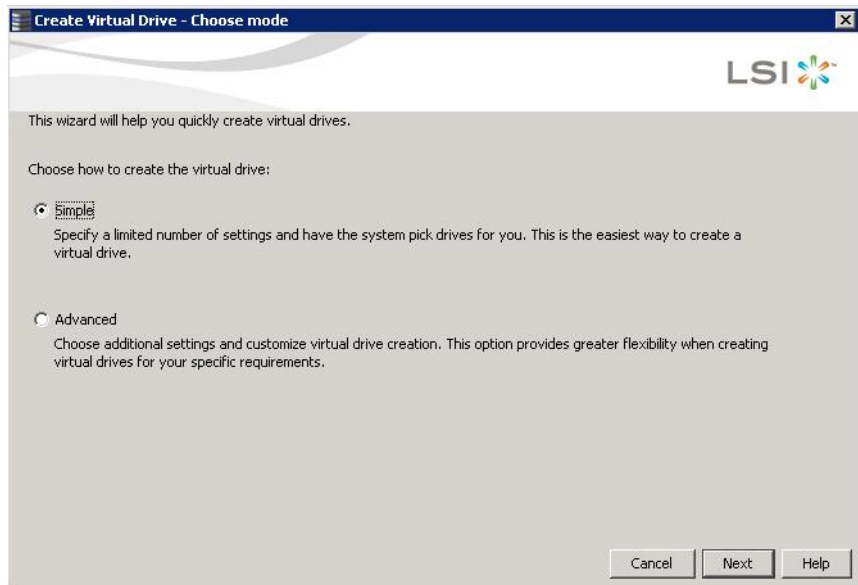 Create Virtual Drive - Choose mode
LSI
This wizard will help you quickly create virtual drives.
Choose how to create the virtual drive:
Simple
Specify a limited number of settings and have the system pick drives for you. This is the easiest way to create a
virtual drive.
Advanced
Choose additional settings and customize virtual drive creation. This option provides greater flexibility when creating
virtual drives for your specific requirements.
Cancel Next Help